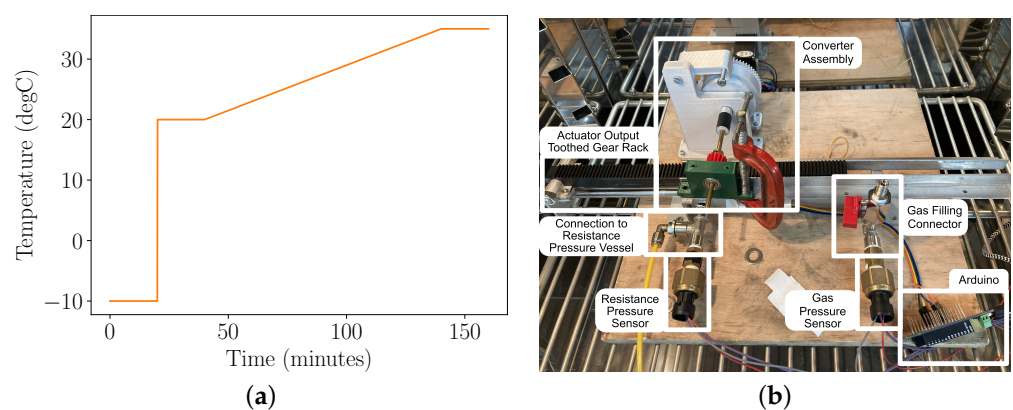 30
20
10
0
−10
Temperature (degC)
0
50
100
150
Time (minutes)
(a)
Converter
Assembly
Actuator Output
Toothed Gear Rack
Connection to
Resistance
Pressure Vessel
Gas Filling
Connector
Resistance
Pressure
Sensor
Gas
Pressure
Sensor
Arduino
(b)